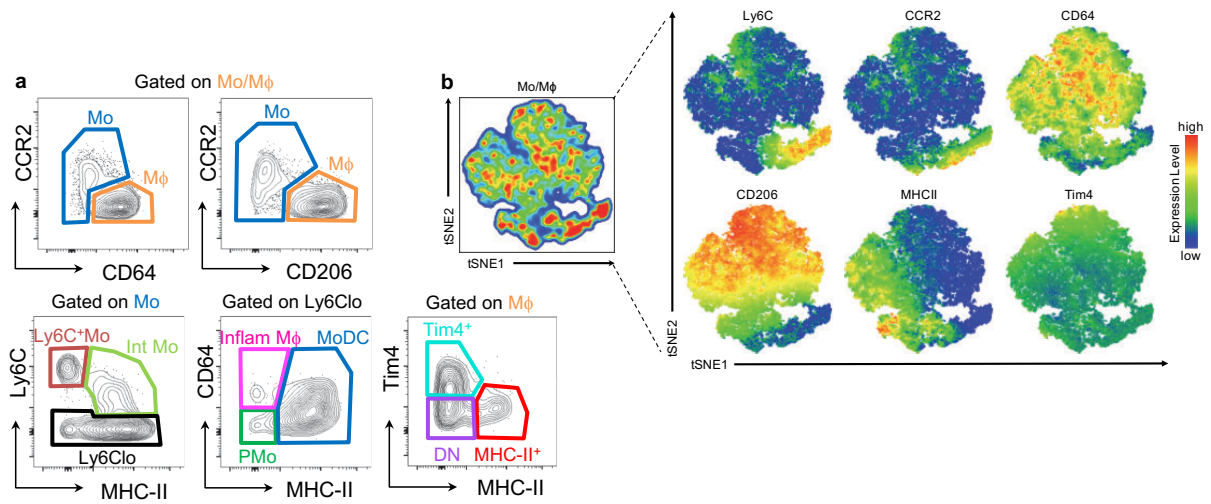 a
Gated on Mo/MΦ
Mo
MΦ
CCR2
CD64
Mo
MΦ
CCR2
CD206
Gated on Mo
Ly6C⁺Mo
Int Mo
Ly6Clo
Ly6C
MHC-II
Gated on Ly6Clo
Inflam MΦ
MoDC
PMo
CD64
MHC-II
Gated on MΦ
Tim4⁺
DN
MHC-II⁺
Tim4
MHC-II
b
Mo/MΦ
tSNE2
tSNE1
tSNE2
tSNE1
Ly6C
CCR2
CD64
CD206
MHCII
Tim4
high
Expression Level
low